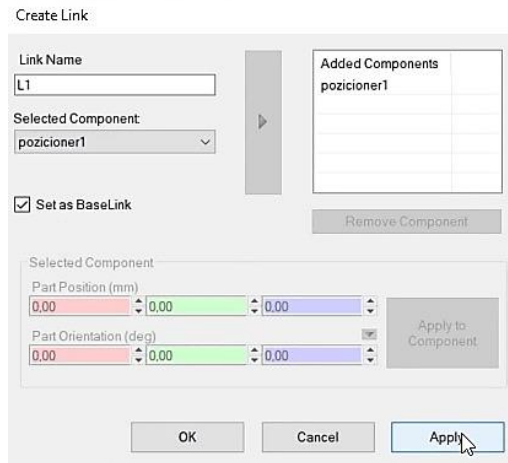 Create Link
Link Name
L1
Selected Component:
pozicioner1
Set as BaseLink
Added Components
pozicioner1
Remove Component
Selected Component
Part Position (mm)
0,00 0,00 0,00
Part Orientation (deg)
0,00 0,00 0,00
Apply to
Component
OK Cancel Apply